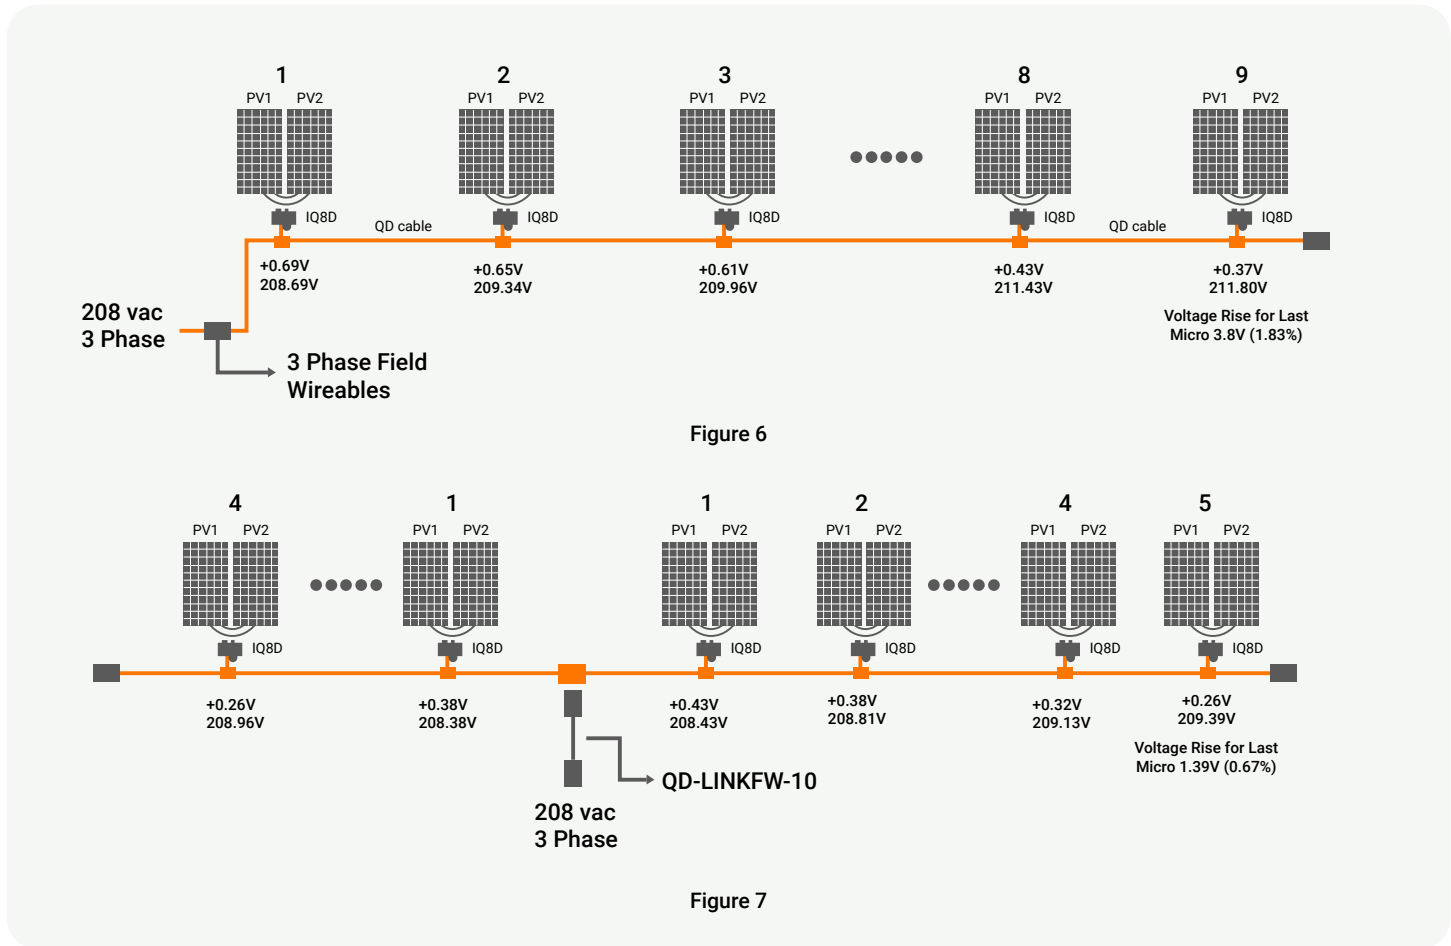 1
PV1 PV2
IQ8D
2
PV1 PV2
IQ8D
3
PV1 PV2
IQ8D
8
PV1 PV2
IQ8D
9
PV1 PV2
IQ8D
QD cable
QD cable
+0.69V
208.69V
+0.65V
209.34V
+0.61V
209.96V
+0.43V
211.43V
+0.37V
211.80V
Voltage Rise for Last
Micro 3.8V (1.83%)
208 vac
3 Phase
3 Phase Field
Wireables
Figure 6
4
PV1 PV2
IQ8D
1
PV1 PV2
IQ8D
1
PV1 PV2
IQ8D
2
PV1 PV2
IQ8D
4
PV1 PV2
IQ8D
5
PV1 PV2
IQ8D
+0.26V
208.96V
+0.38V
208.38V
+0.43V
208.43V
+0.38V
208.81V
+0.32V
209.13V
+0.26V
209.39V
Voltage Rise for Last
Micro 1.39V (0.67%)
QD-LINKFW-10
208 vac
3 Phase
Figure 7